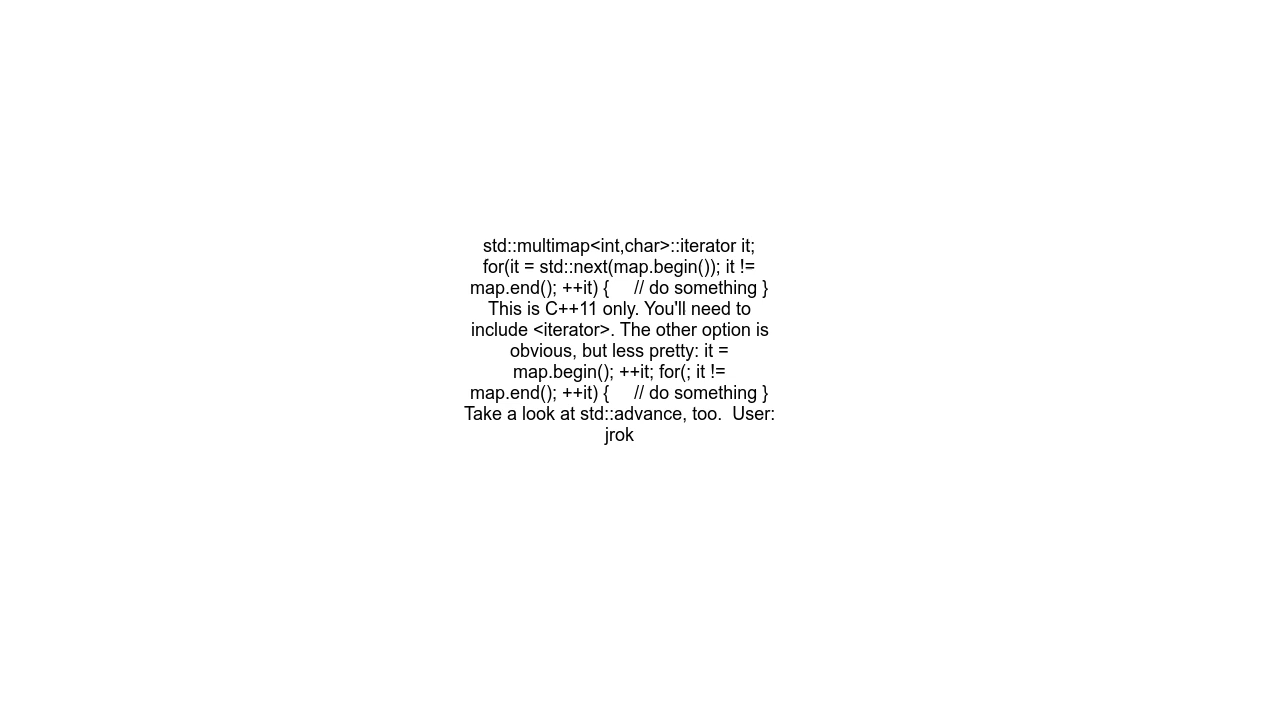 std::multimap<int,char>::iterator it;
for(it = std::next(map.begin()); it !=
map.end(); ++it) {     // do something }
This is C++11 only. You'll need to
include <iterator>. The other option is
obvious, but less pretty: it =
map.begin(); ++it; for(; it !=
map.end(); ++it) {     // do something }
Take a look at std::advance, too.  User:
jrok